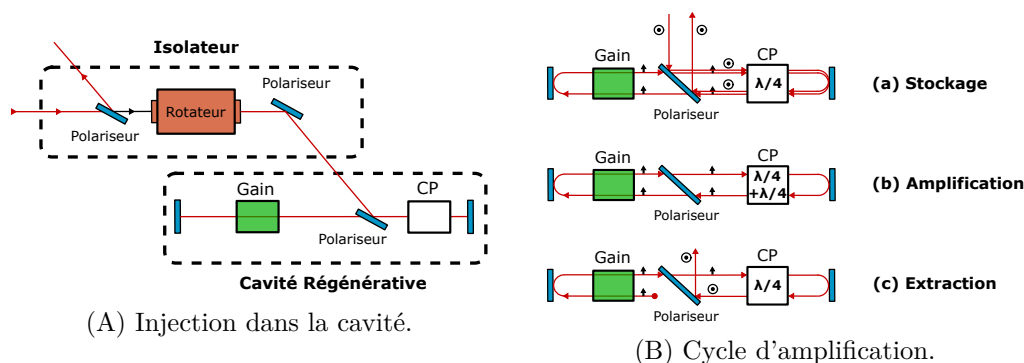 Isolateur
Polariseur
Rotateur
Polariseur
Gain
CP
Polariseur
Cavité Régénérative
(A) Injection dans la cavité.
Gain
CP
λ/4
Polariseur
(a) Stockage
Gain
CP
λ/4
+λ/4
Polariseur
(b) Amplification
Gain
CP
λ/4
Polariseur
(c) Extraction
(B) Cycle d'amplification.